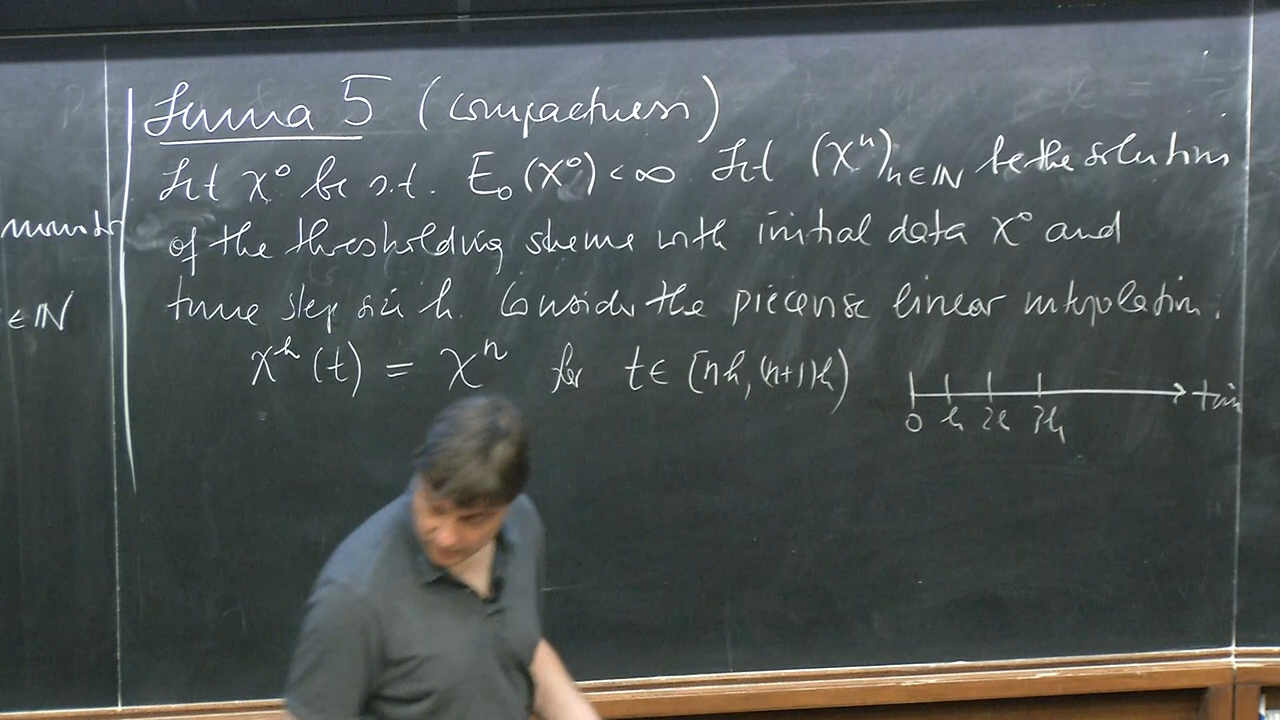 Lemma 5 (compactness)
Let χ⁰ be s.t. E₀(χ⁰) < ∞ Let (χⁿ)ₙ∈ℕ be the solution
of the thresholding scheme with initial data χ⁰ and
time step size h. Consider the piecewise linear interpolation.
χʰ(t) = χⁿ for t ∈ [nh, (n+1)h)
0 h 2h 3h
∈ ℕ